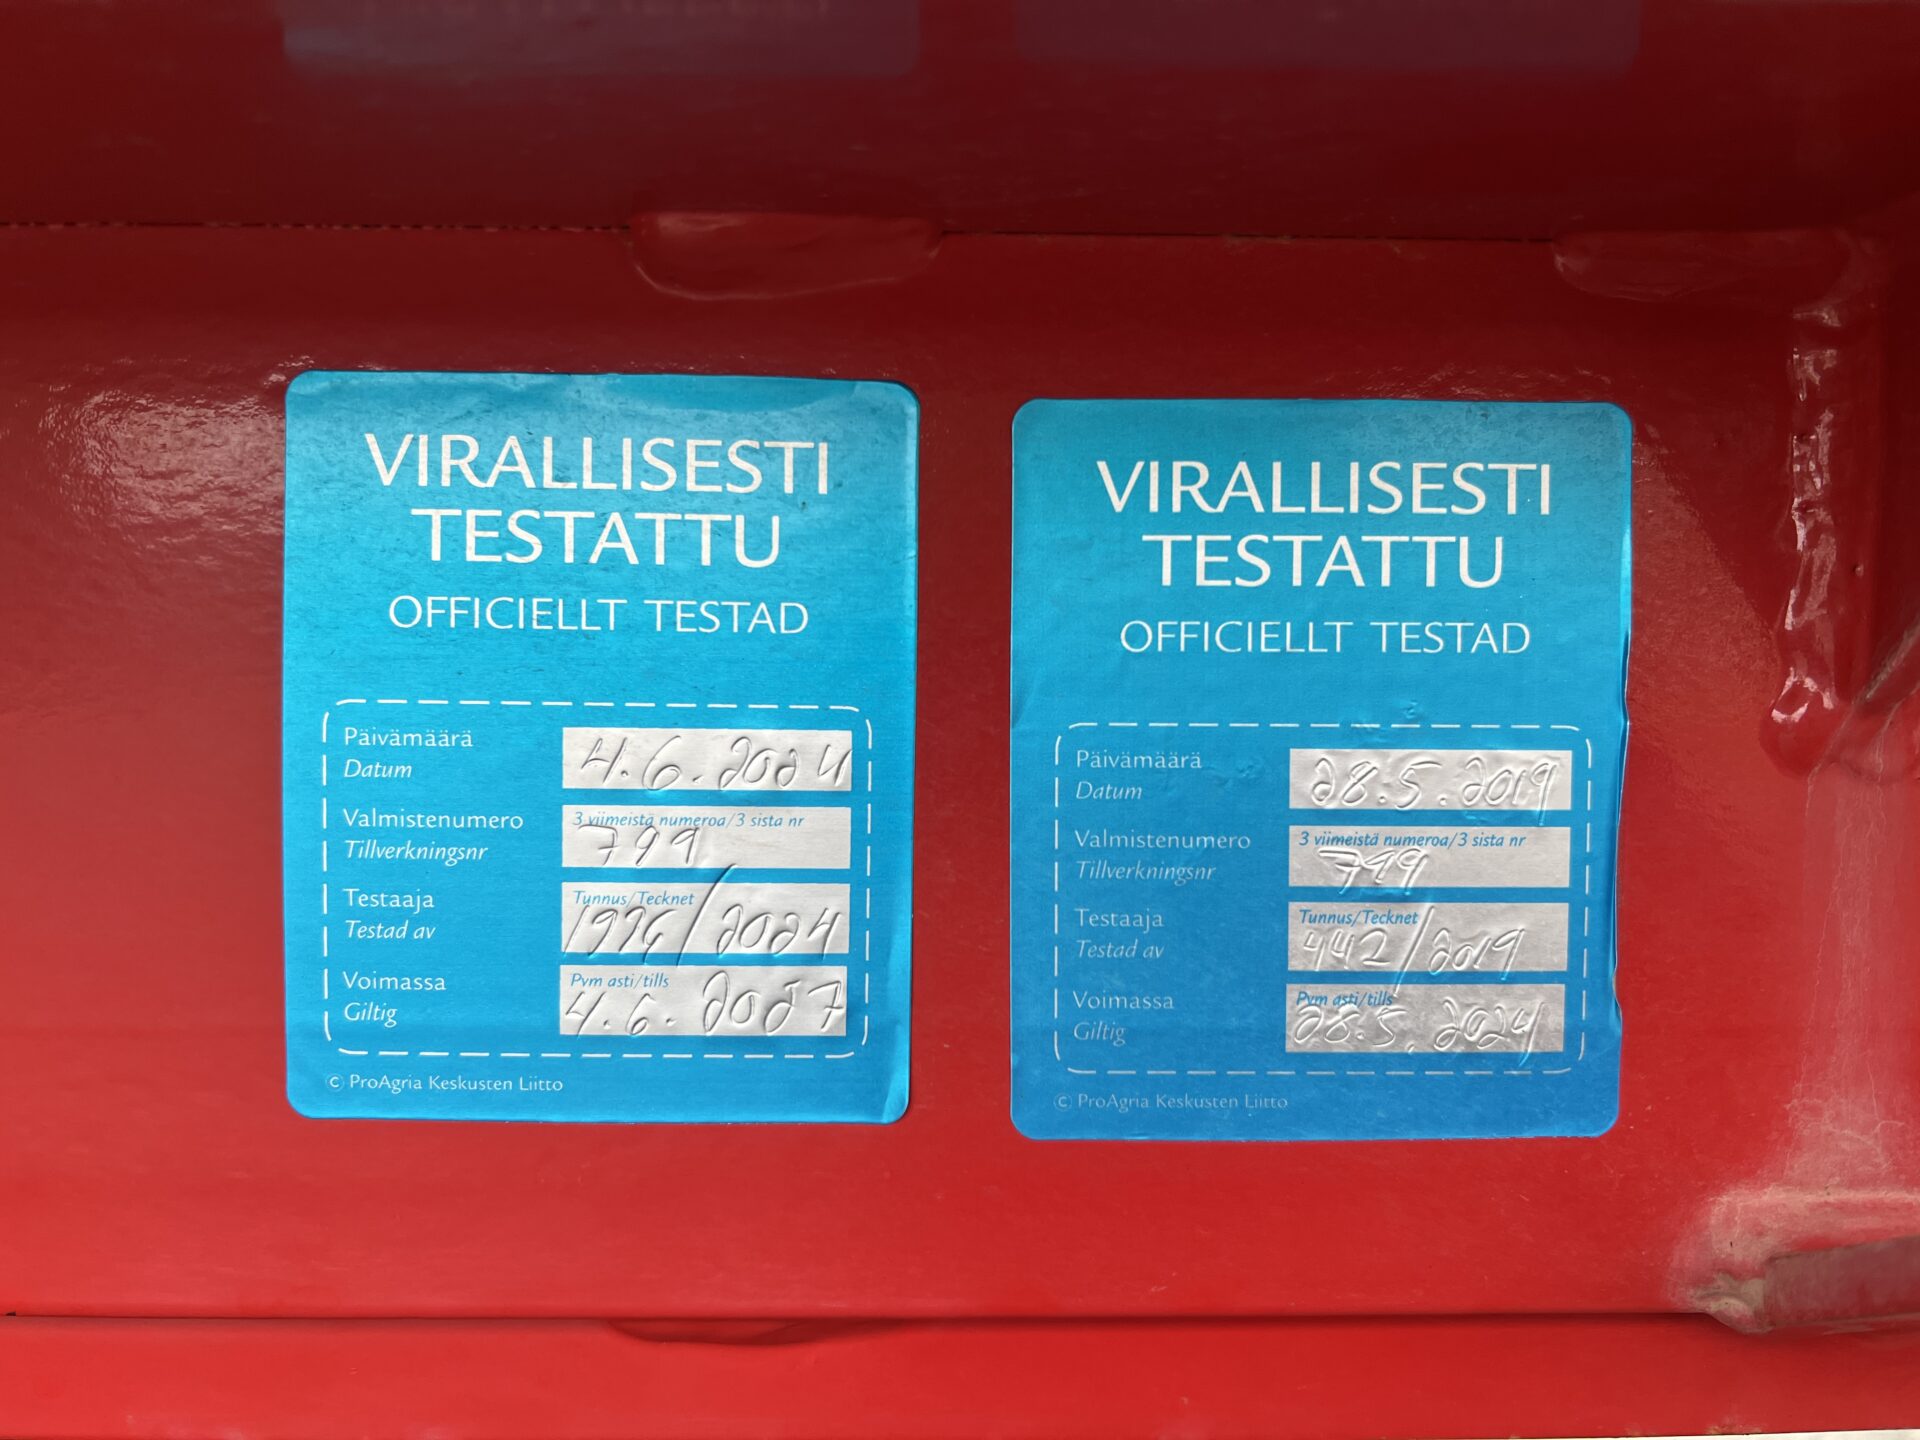 VIRALLISESTI
TESTATTU
OFFICIELLT TESTAD
Päivämäärä
Datum
4.6.2024
Valmistenumero
Tillverkningsnr
3 viimeistä numeroa/3 sista nr
799
Testaaja
Testad av
Tunnus/Tecknet
1996/2024
Voimassa
Giltig
Pvm asti/tills
4.6.2027
© ProAgria Keskusten Liitto
VIRALLISESTI
TESTATTU
OFFICIELLT TESTAD
Päivämäärä
Datum
28.5.2019
Valmistenumero
Tillverkningsnr
3 viimeistä numeroa/3 sista nr
799
Testaaja
Testad av
Tunnus/Tecknet
442/2019
Voimassa
Giltig
Pvm asti/tills
28.5.2024
© ProAgria Keskusten Liitto